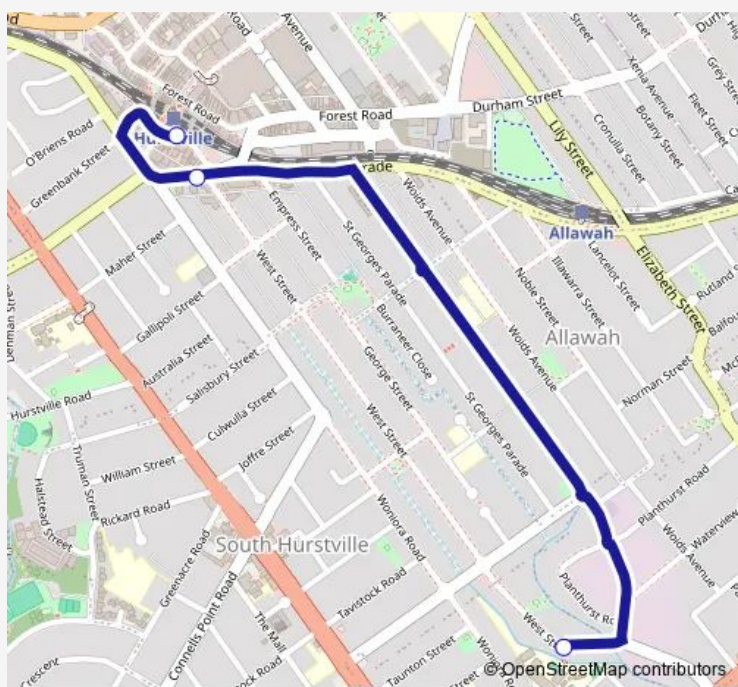 Forest Road
Hurstville
O'Briens Road
Greenbank Street
Forest Road
Durham Street
Lily Street
Xenia Avenue
Botany Street
Cronulla Street
Fleet Street
Grey Street
Maher Street
Empress Street
West Street
St Georges Parade
Woids Avenue
Allawah
Lancelot Street
Illawarra Street
Noble Street
Elizabeth Street
Rutland
Denman Street
Gallipoli Street
Australia Street
Salisbury Street
Burraneer Close
George Street
West Street
Woids Avenue
Allawah
Norman Street
Hurstville Road
Culwulla Street
William Street
Joffre Street
Rickard Road
Truman Street
Halstead Street
St Georges Parade
Planthurst Road
Woniora Road
South Hurstville
Greenacre Road
Connells Point Road
Tavistock Road
The Mall
Woids Avenue
Taunton Street
West
Crescent
© OpenStreetMap contributors